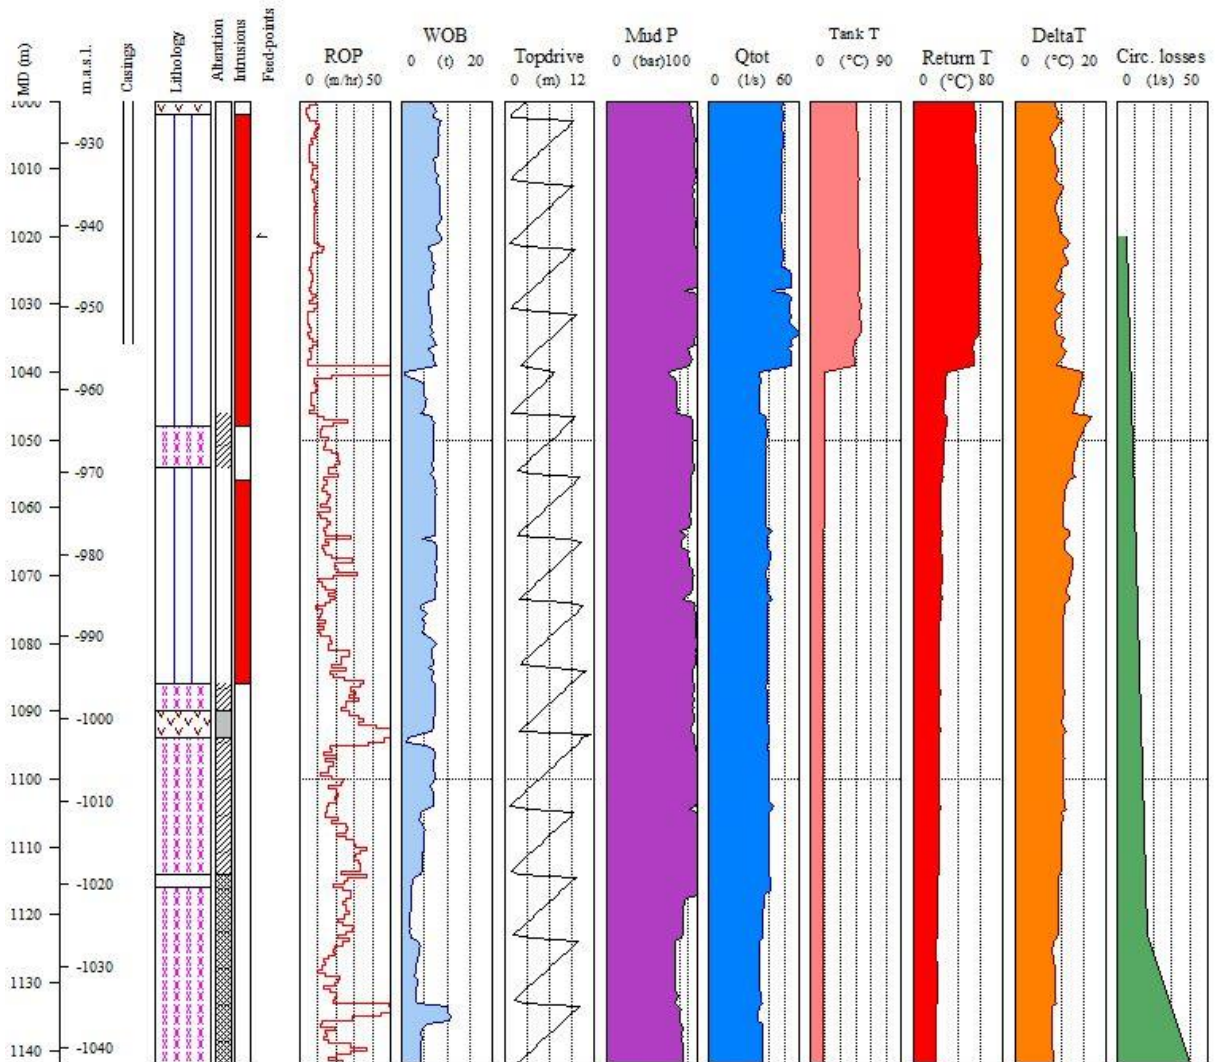 MD (m)
m.a.s.l.
Casings
Lithology
Alteration
Intrusions
Feed-points
ROP
0 (m/hr) 50
WOB
0 (t) 20
Topdrive
0 (m) 12
Mud P
0 (bar)100
Qtot
0 (1/s) 60
Tank T
0 (°C) 90
Return T
0 (°C) 80
DeltaT
0 (°C) 20
Circ. losses
0 (1/s) 50
1000
1010
1020
1030
1040
1050
1060
1070
1080
1090
1100
1110
1120
1130
1140
-930
-940
-950
-960
-970
-980
-990
-1000
-1010
-1020
-1030
-1040